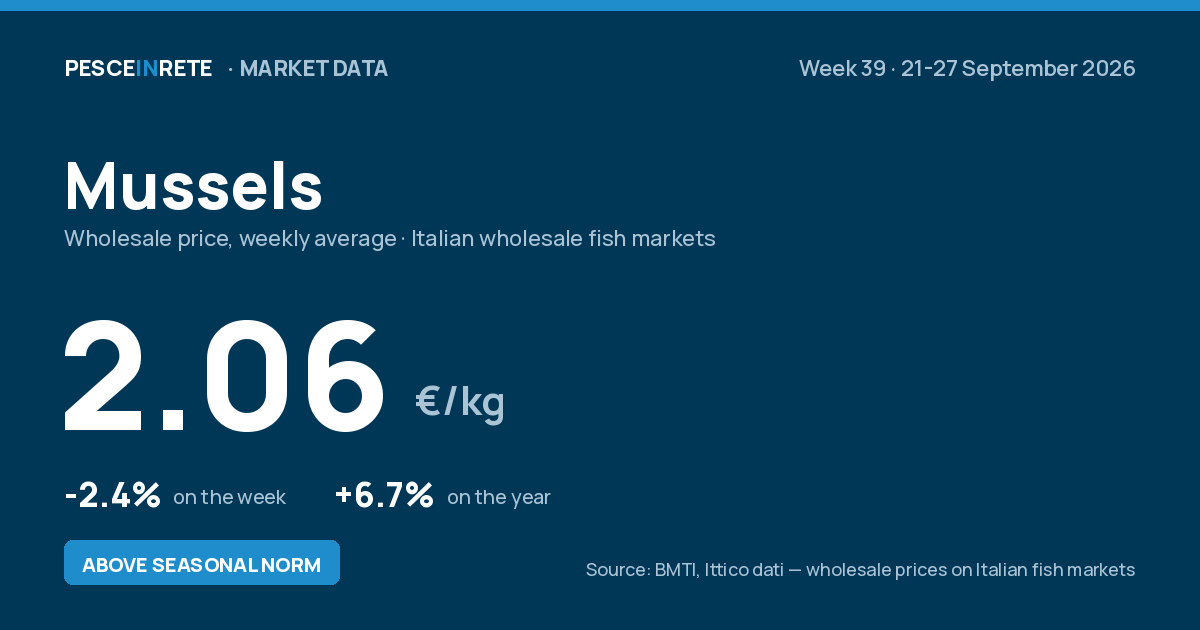 PESCEINRETE · MARKET DATA
Week 39 · 21-27 September 2026
Mussels
Wholesale price, weekly average · Italian wholesale fish markets
2.06 €/kg
-2.4% on the week +6.7% on the year
ABOVE SEASONAL NORM
Source: BMTI, Ittico dati — wholesale prices on Italian fish markets